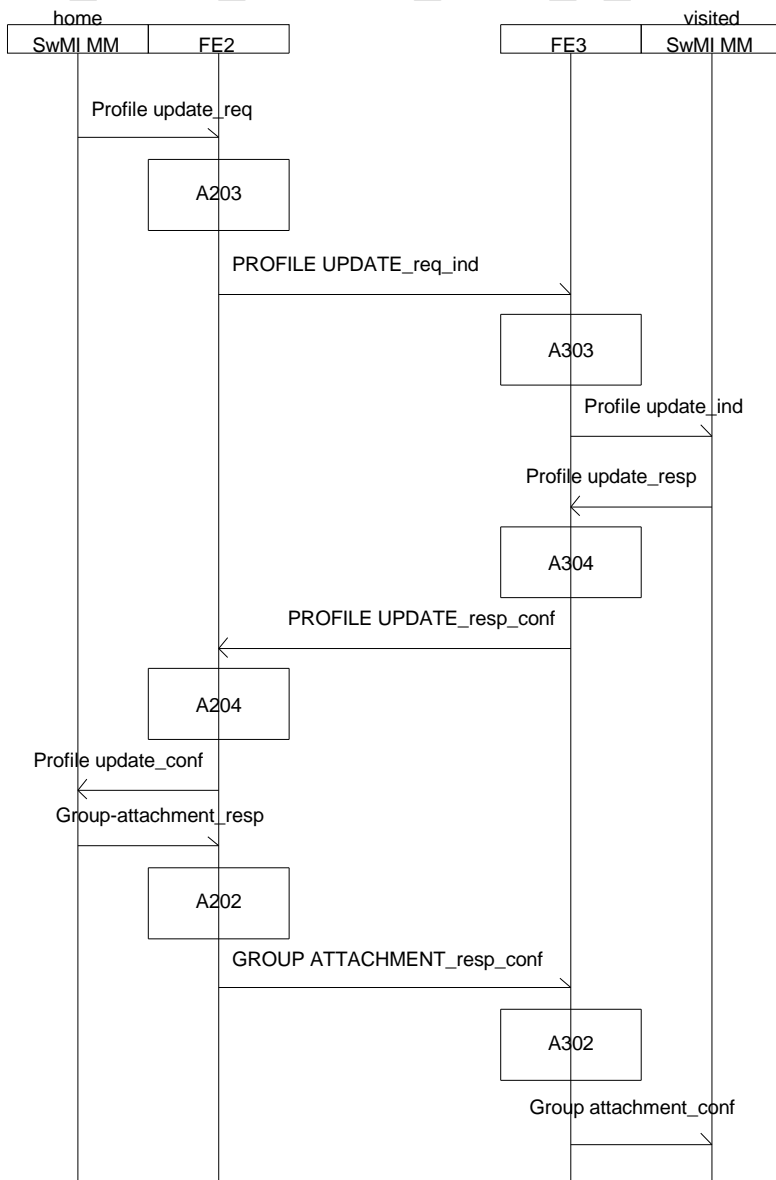 home visited
SwMI MM FE2 FE3 SwMI MM
Profile update_req
A203
PROFILE UPDATE_req_ind
A303
Profile update_ind
Profile update_resp
A304
PROFILE UPDATE_resp_conf
A204
Profile update_conf
Group-attachment_resp
A202
GROUP ATTACHMENT_resp_conf
A302
Group attachment_conf